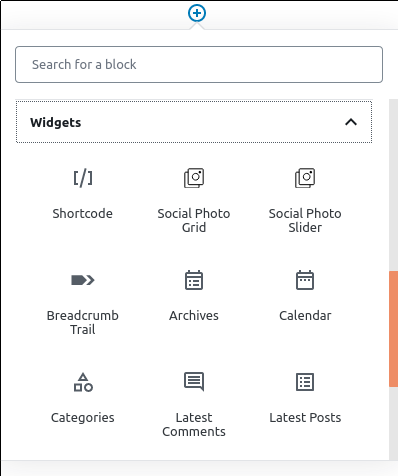 Search for a block
Widgets
[/]
Shortcode
Social Photo
Grid
Social Photo
Slider
Breadcrumb
Trail
Archives
Calendar
Categories
Latest
Comments
Latest Posts